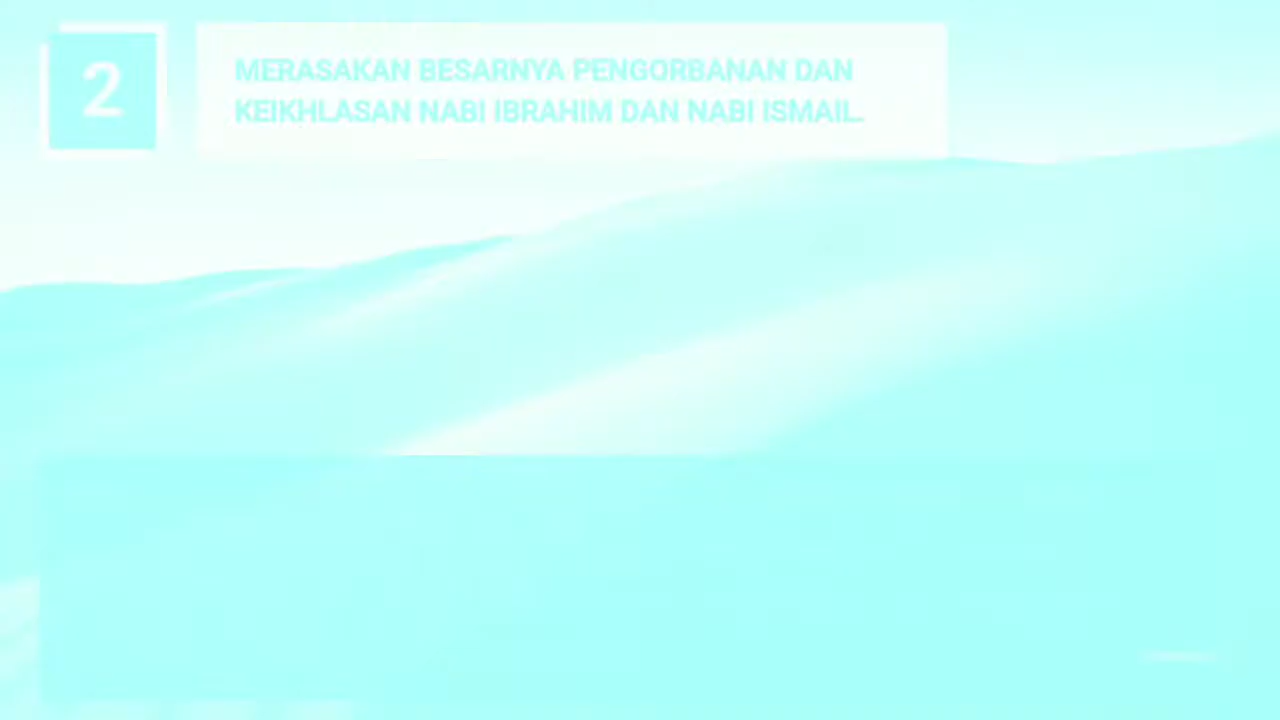 2
MERASAKAN BESARNYA PENGORBANAN DAN
KEIKHLASAN NABI IBRAHIM DAN NABI ISMAIL.